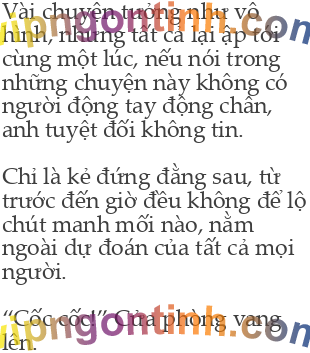 Vài chuyện tưởng như vô
hình, nhưng tất cả lại ập tới
cùng một lúc, nếu nói trong
những chuyện này không có
người động tay động chân,
anh tuyệt đối không tin.
Chỉ là kẻ đứng đằng sau, từ
trước đến giờ đều không để lộ
chút manh mối nào, nằm
ngoài dự đoán của tất cả mọi
người.
“Cốc cốc!” Cửa phòng vang
lên.
vipngontinh.com
vipngontinh.com